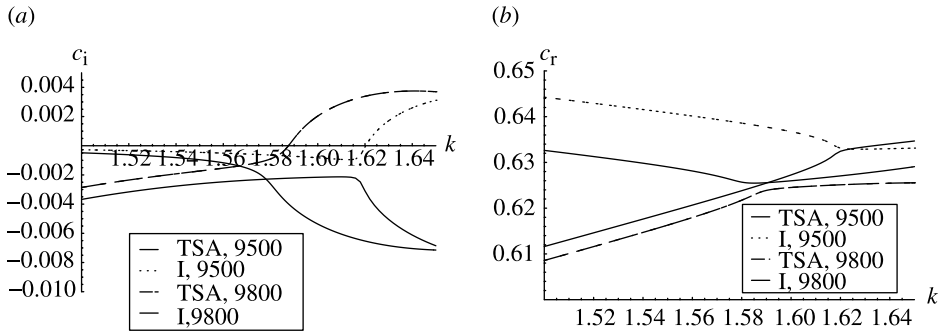 (a)
c_i
0.004
0.002
1.52 1.54 1.56 1.58 1.60 1.62 1.64 k
−0.002
−0.004
−0.006
−0.008
−0.010
TSA, 9500
I, 9500
TSA, 9800
I,9800
(b)
c_r
0.65
0.64
0.63
0.62
0.61
1.52 1.54 1.56 1.58 1.60 1.62 1.64 k
TSA, 9500
I, 9500
TSA, 9800
I, 9800